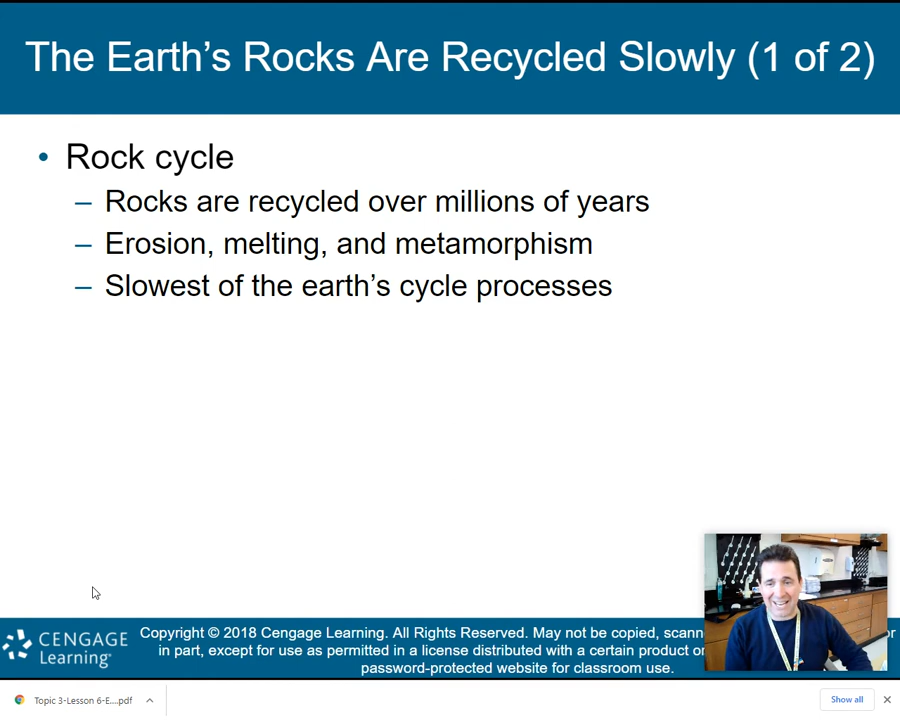 The Earth's Rocks Are Recycled Slowly (1 of 2)
• Rock cycle
– Rocks are recycled over millions of years
– Erosion, melting, and metamorphism
– Slowest of the earth's cycle processes
CENGAGE
Learning
Copyright © 2018 Cengage Learning. All Rights Reserved. May not be copied,
in part, except for use as permitted in a license distributed with a certain product or
password-protected website for classroom use.
Topic 3-Lesson 6-E....pdf
Show all